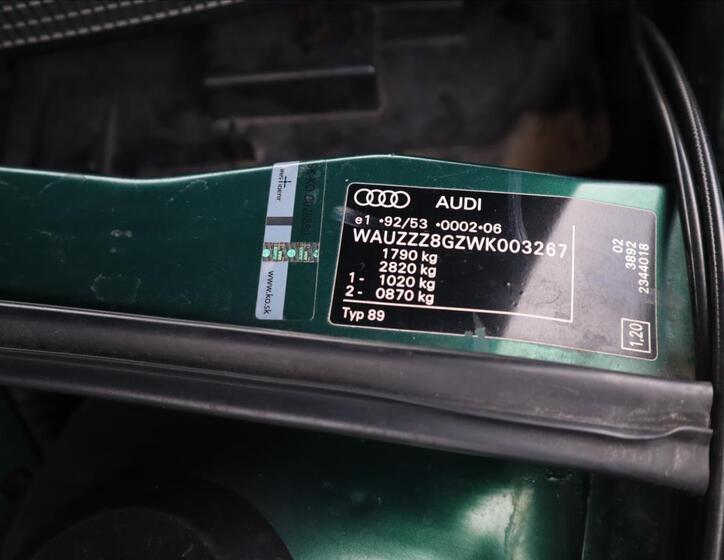 AUDI
e1 •92/53 •0002•06
WAUZZZ8GZWK003267
1790 kg
2820 kg
1- 1020 kg
2- 0870 kg
Typ 89
02
3892
2344018
1.20
www.ko.sk